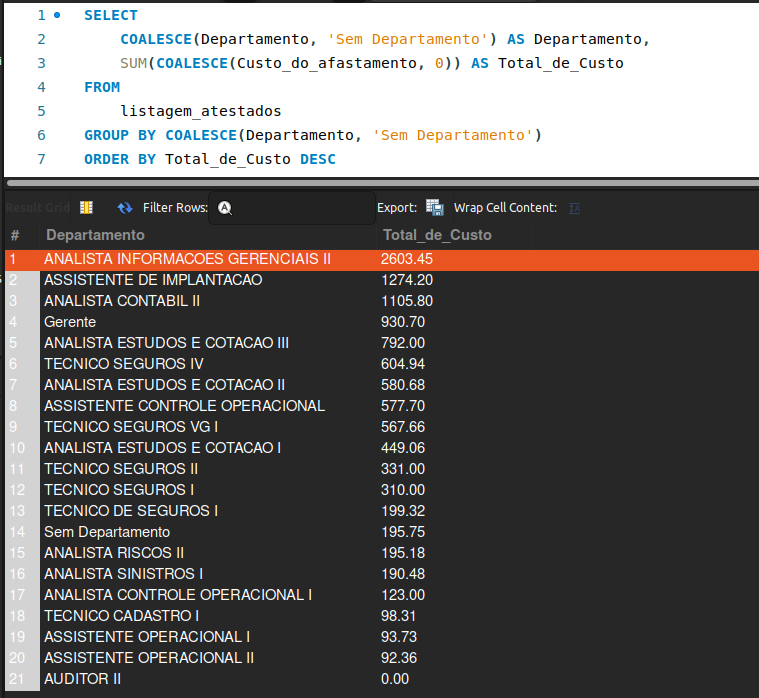 1 SELECT
2 COALESCE(Departamento, 'Sem Departamento') AS Departamento,
3 SUM(COALESCE(Custo_do_afastamento, 0)) AS Total_de_Custo
4 FROM
5 listagem_atestados
6 GROUP BY COALESCE(Departamento, 'Sem Departamento')
7 ORDER BY Total_de_Custo DESC
Result Grid Filter Rows: Export: Wrap Cell Content:
# Departamento Total_de_Custo
1 ANALISTA INFORMACOES GERENCIAIS II 2603.45
2 ASSISTENTE DE IMPLANTACAO 1274.20
3 ANALISTA CONTABIL II 1105.80
4 Gerente 930.70
5 ANALISTA ESTUDOS E COTACAO III 792.00
6 TECNICO SEGUROS IV 604.94
7 ANALISTA ESTUDOS E COTACAO II 580.68
8 ASSISTENTE CONTROLE OPERACIONAL 577.70
9 TECNICO SEGUROS VG I 567.66
10 ANALISTA ESTUDOS E COTACAO I 449.06
11 TECNICO SEGUROS II 331.00
12 TECNICO SEGUROS I 310.00
13 TECNICO DE SEGUROS I 199.32
14 Sem Departamento 195.75
15 ANALISTA RISCOS II 195.18
16 ANALISTA SINISTROS I 190.48
17 ANALISTA CONTROLE OPERACIONAL I 123.00
18 TECNICO CADASTRO I 98.31
19 ASSISTENTE OPERACIONAL I 93.73
20 ASSISTENTE OPERACIONAL II 92.36
21 AUDITOR II 0.00